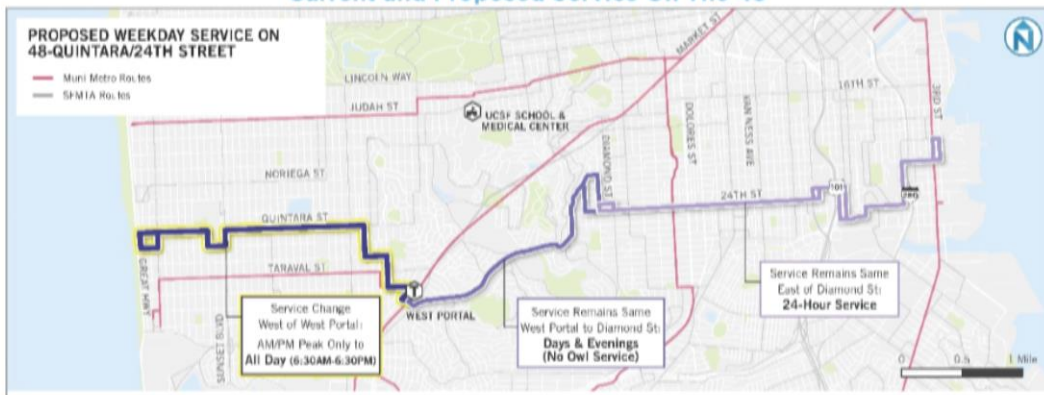 PROPOSED WEEKDAY SERVICE ON
48-QUINTARA/24TH STREET
Muni Metro Routes
SFMTA Routes
LINCOLN WAY
JUDAH ST
UCSF SCHOOL &
MEDICAL CENTER
MARKET ST
16TH ST
3RD ST
DOLORES ST
VAN NESS AVE
DIAMOND ST
NORIEGA ST
24TH ST
101
280
QUINTARA ST
GREAT HWY
TARAVAL ST
SUNSET BLVD
WEST PORTAL
Service Change
West of West Portal:
AM/PM Peak Only to
All Day (6:30AM-6:30PM)
Service Remains Same
West Portal to Diamond St:
Days & Evenings
(No Owl Service)
Service Remains Same
East of Diamond St:
24-Hour Service
N
0 0.5 1 Mile